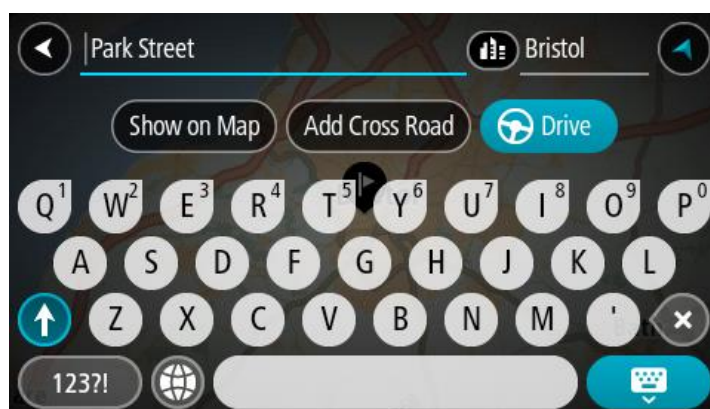 Park Street Bristol
Show on Map Add Cross Road Drive
Q1 W2 E3 R4 T5 Y6 U7 I8 O9 P0
A S D F G H J K L
Z X C V B N M '
123?!